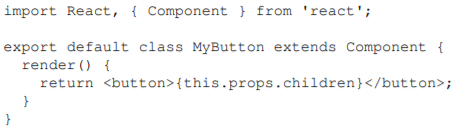 import React, { Component } from 'react';
export default class MyButton extends Component {
render() {
return <button>{this.props.children}</button>;
}
}